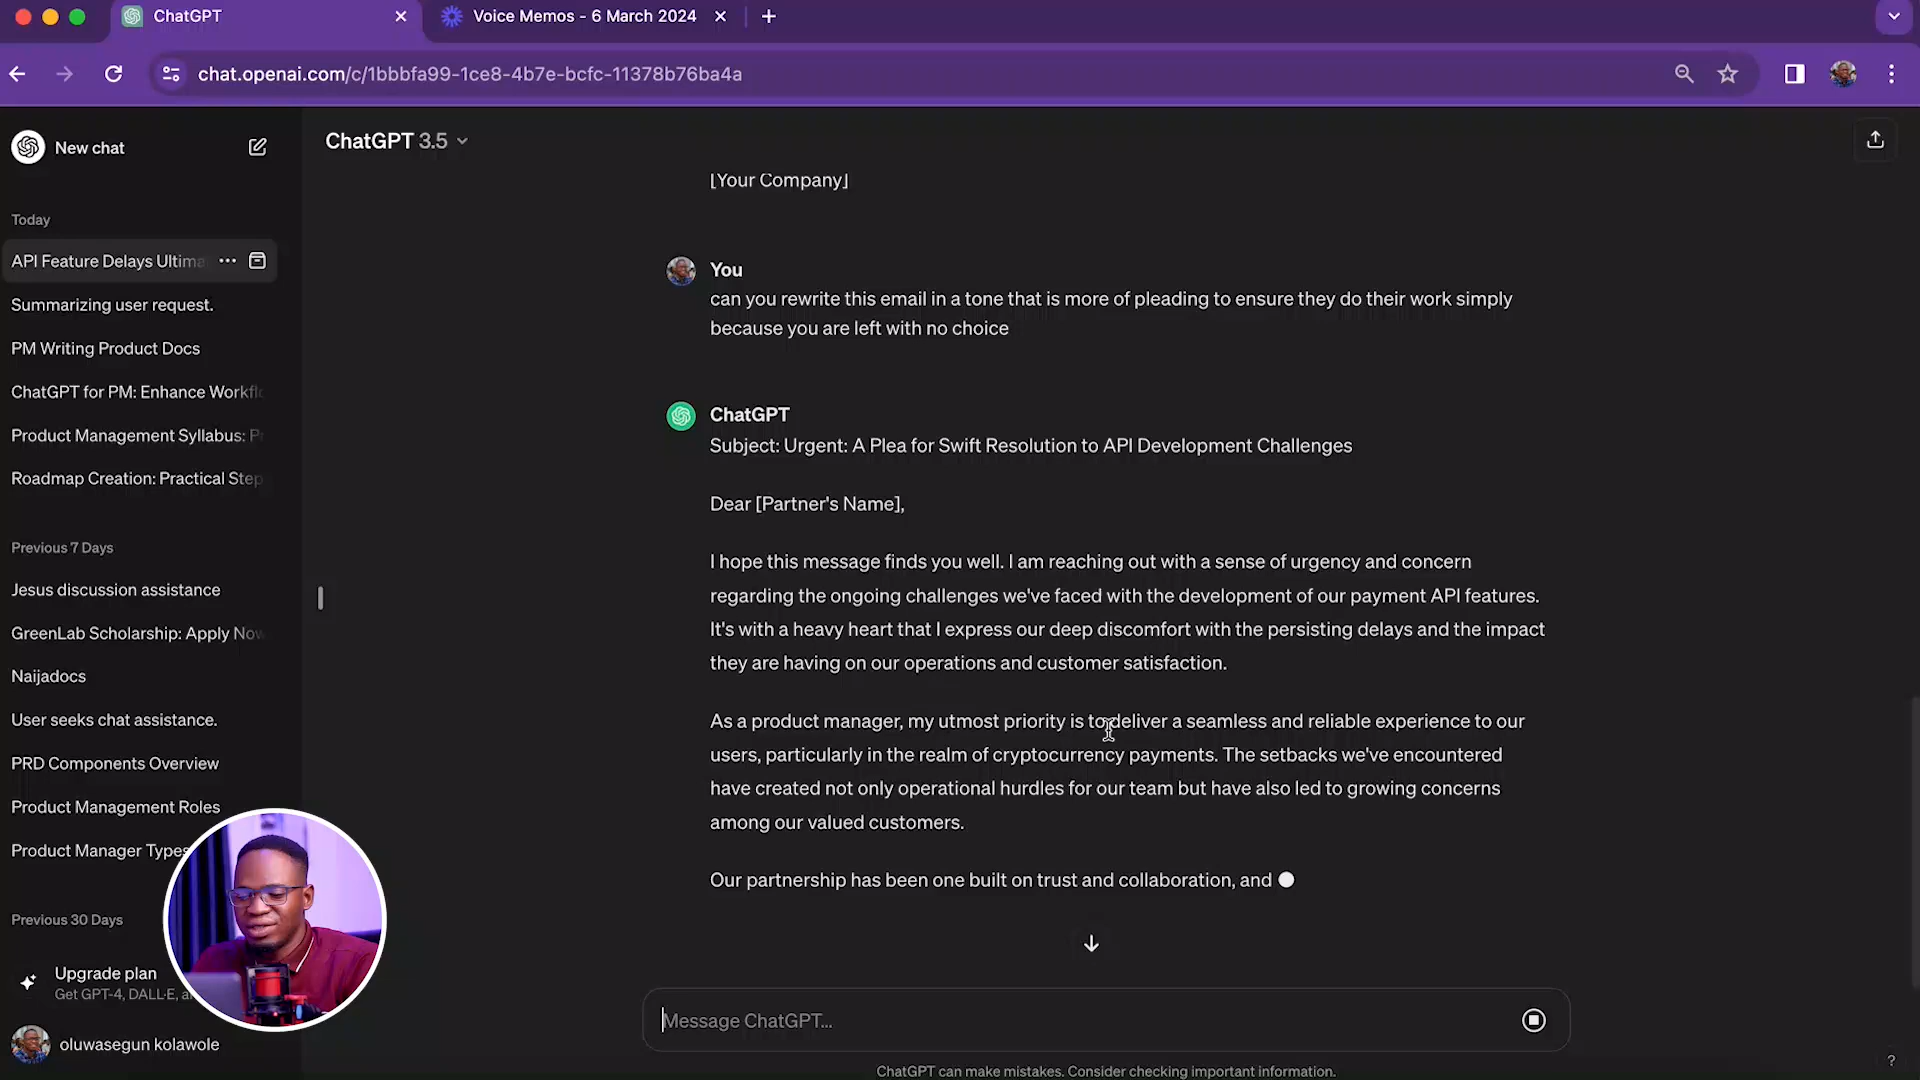 ChatGPT
Voice Memos - 6 March 2024
chat.openai.com/c/1bbbfa99-1ce8-4b7e-bcfc-11378b76ba4a
New chat
ChatGPT 3.5
[Your Company]
Today
API Feature Delays Ultima
Summarizing user request.
PM Writing Product Docs
ChatGPT for PM: Enhance Workflo
Product Management Syllabus: P
Roadmap Creation: Practical Step
Previous 7 Days
Jesus discussion assistance
GreenLab Scholarship: Apply Now
Naijadocs
User seeks chat assistance.
PRD Components Overview
Product Management Roles
Product Manager Types
Previous 30 Days
Upgrade plan
Get GPT-4, DALL·E, a
oluwasegun kolawole
You
can you rewrite this email in a tone that is more of pleading to ensure they do their work simply
because you are left with no choice
ChatGPT
Subject: Urgent: A Plea for Swift Resolution to API Development Challenges
Dear [Partner's Name],
I hope this message finds you well. I am reaching out with a sense of urgency and concern
regarding the ongoing challenges we've faced with the development of our payment API features.
It's with a heavy heart that I express our deep discomfort with the persisting delays and the impact
they are having on our operations and customer satisfaction.
As a product manager, my utmost priority is to deliver a seamless and reliable experience to our
users, particularly in the realm of cryptocurrency payments. The setbacks we've encountered
have created not only operational hurdles for our team but have also led to growing concerns
among our valued customers.
Our partnership has been one built on trust and collaboration, and
Message ChatGPT...
ChatGPT can make mistakes. Consider checking important information.
?